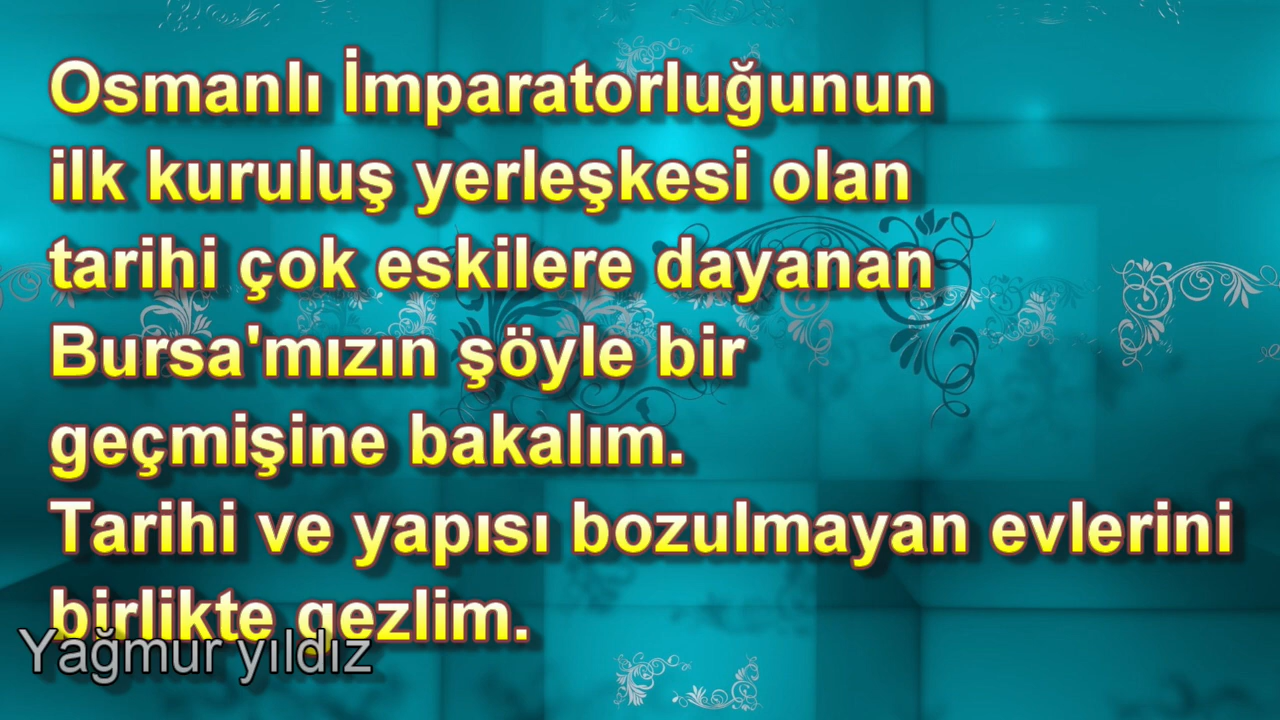 Osmanlı İmparatorluğunun
ilk kuruluş yerleşkesi olan
tarihi çok eskilere dayanan
Bursa'mızın şöyle bir
geçmişine bakalım.
Tarihi ve yapısı bozulmayan evlerini
birlikte gezlim.
Yağmur yıldız